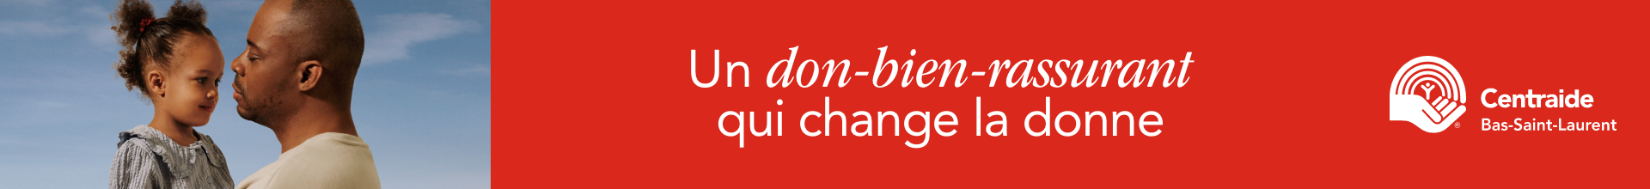 Un don-bien-rassurant
qui change la donne
Centraide
Bas-Saint-Laurent